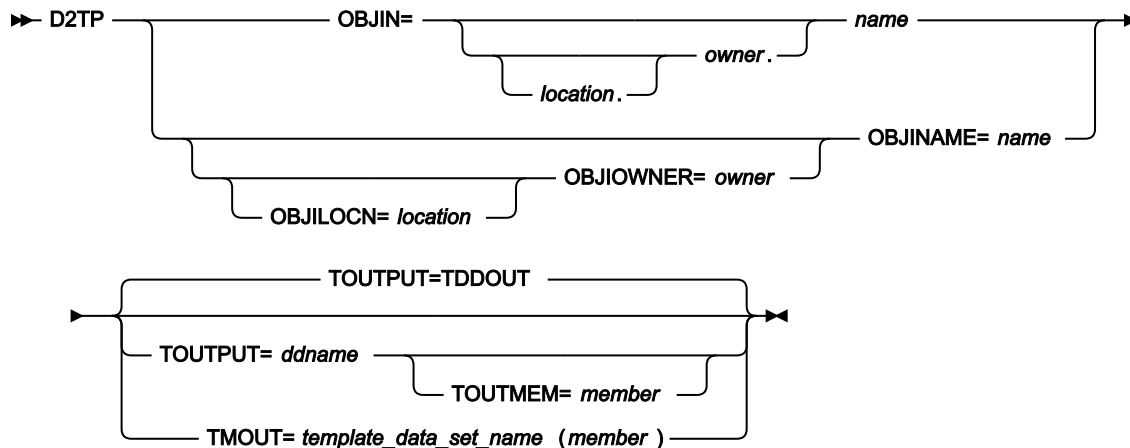 D2TP OBJIN= name
owner.
location.
OBJINAME= name
OBJIOWNER= owner
OBJILOCN= location
TOUTPUT=TDDOUT
TOUTPUT= ddname
TOUTMEM= member
TMOUT= template_data_set_name (member )